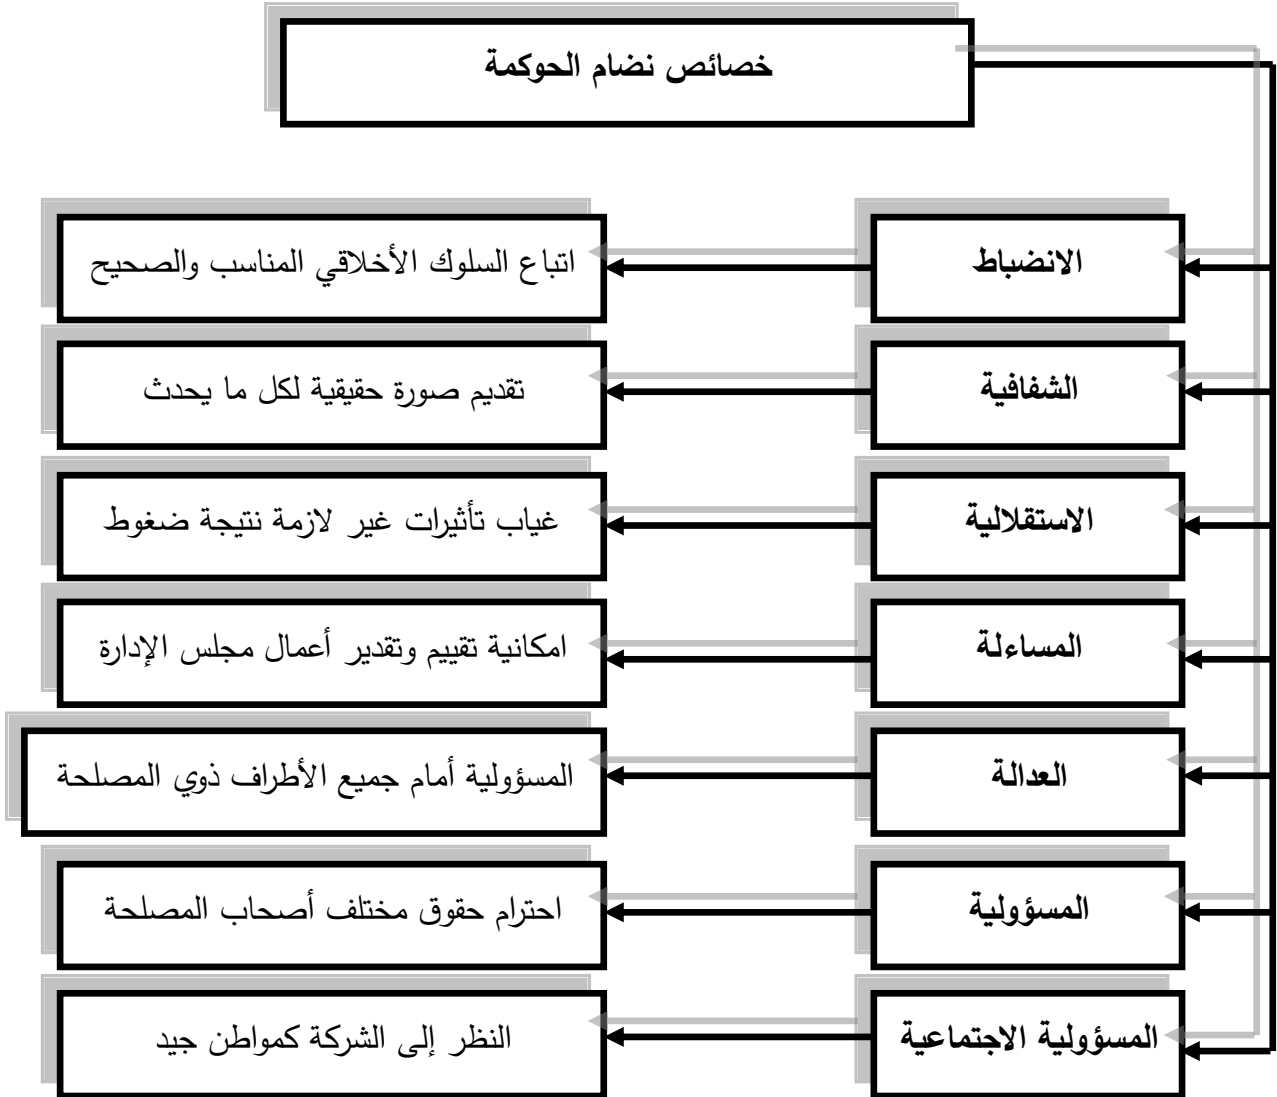 خصائص نضام الحوكمة
الانضباط
اتباع السلوك الأخلاقي المناسب والصحيح
الشفافية
تقديم صورة حقيقية لكل ما يحدث
الاستقلالية
غياب تأثيرات غير لازمة نتيجة ضغوط
المساءلة
امكانية تقييم وتقدير أعمال مجلس الإدارة
العدالة
المسؤولية أمام جميع الأطراف ذوي المصلحة
المسؤولية
احترام حقوق مختلف أصحاب المصلحة
المسؤولية الاجتماعية
النظر إلى الشركة كمواطن جيد